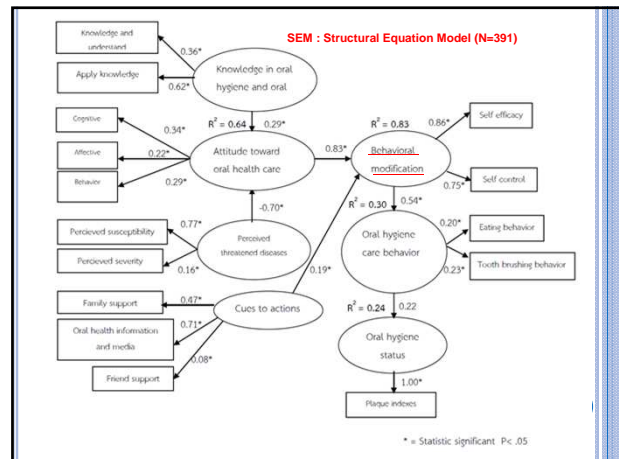 SEM : Structural Equation Model (N=391)
Knowledge and
understand
0.36*
Apply knowledge
0.62*
Knowledge in oral
hygiene and oral
R² = 0.64
0.29*
Cognitive
0.34*
Affective
0.22*
Behavior
0.29*
Attitude toward
oral health care
0.83*
R² = 0.83
Behavioral
modification
0.86*
Self efficacy
0.75*
Self control
-0.70*
Percieved susceptibility
0.77*
Percieved severity
0.16*
Perceived
threatened diseases
R² = 0.30
0.54*
Oral hygiene
care behavior
0.20*
Eating behavior
0.23*
Tooth brushing behavior
0.19*
Family support
0.47*
Oral health information
and media
0.71*
Friend support
0.08*
Cues to actions
R² = 0.24
0.22
Oral hygiene
status
1.00*
Plaque indexes
* = Statistic significant P< .05